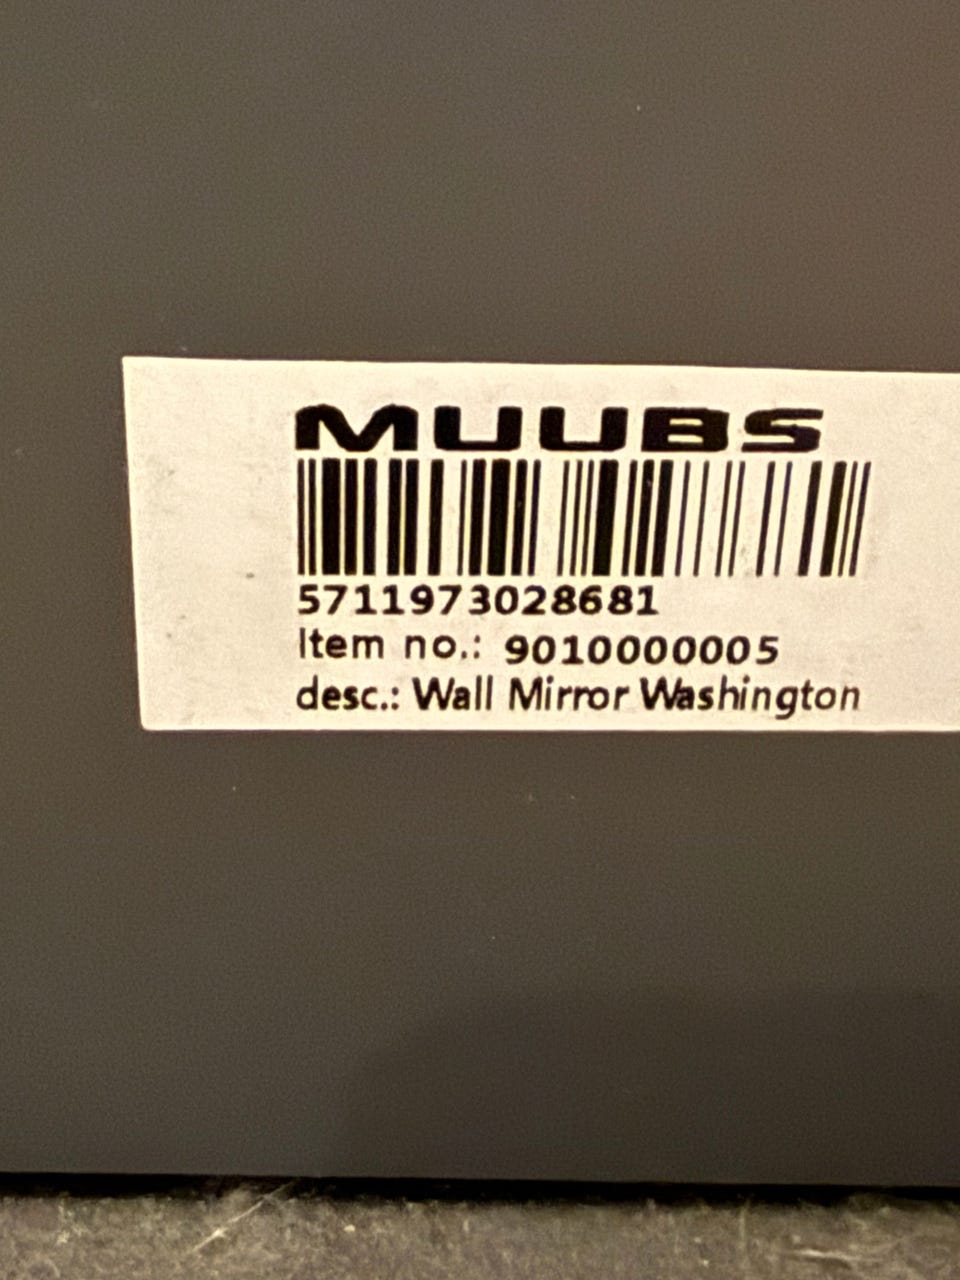 MUUBS
5711973028681
Item no.: 9010000005
desc.: Wall Mirror Washington